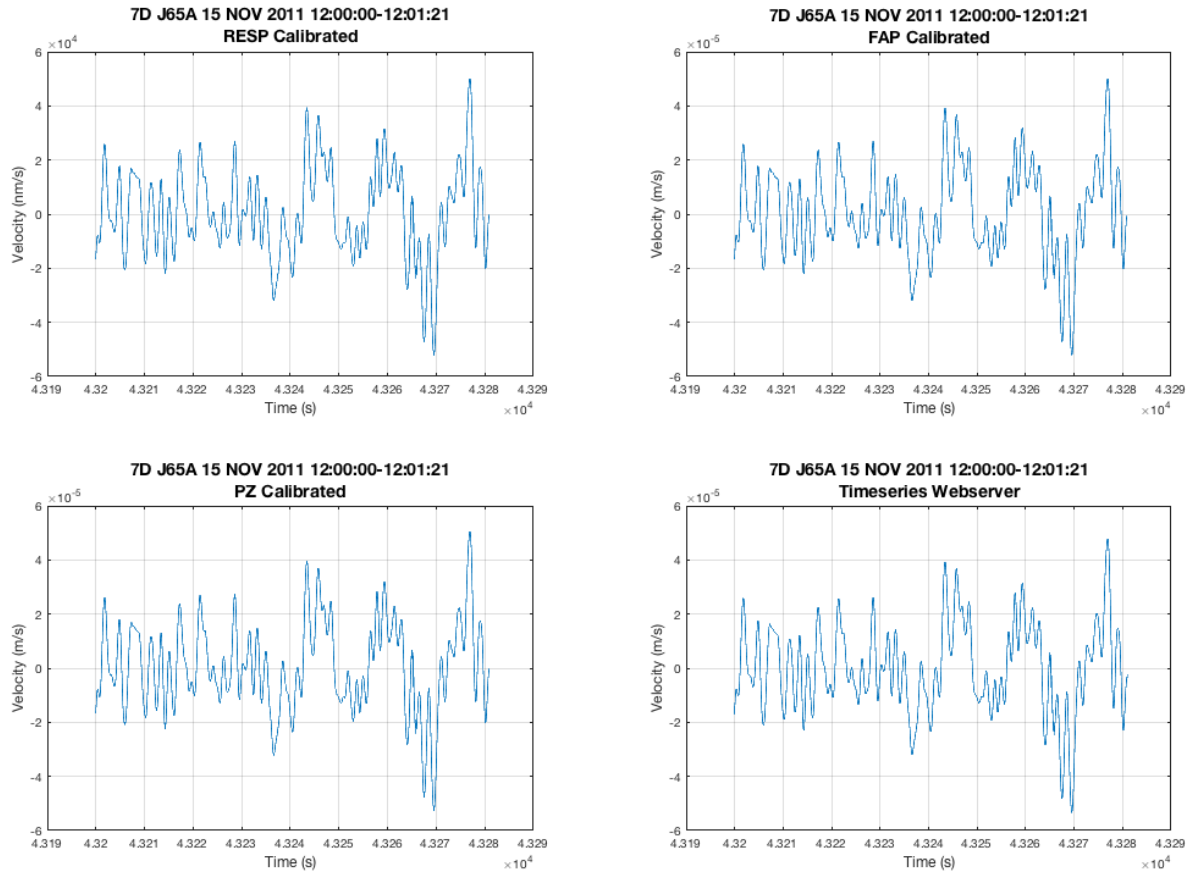 7D J65A 15 NOV 2011 12:00:00-12:01:21
RESP Calibrated
×10^4
6
4
2
0
-2
-4
-6
Velocity (nm/s)
4.319 4.32 4.321 4.322 4.323 4.324 4.325 4.326 4.327 4.328 4.329
Time (s)
×10^4
7D J65A 15 NOV 2011 12:00:00-12:01:21
FAP Calibrated
×10^-5
6
4
2
0
-2
-4
-6
Velocity (m/s)
4.319 4.32 4.321 4.322 4.323 4.324 4.325 4.326 4.327 4.328 4.329
Time (s)
×10^4
7D J65A 15 NOV 2011 12:00:00-12:01:21
PZ Calibrated
×10^-5
6
4
2
0
-2
-4
-6
Velocity (m/s)
4.319 4.32 4.321 4.322 4.323 4.324 4.325 4.326 4.327 4.328 4.329
Time (s)
×10^4
7D J65A 15 NOV 2011 12:00:00-12:01:21
Timeseries Webserver
×10^-5
6
4
2
0
-2
-4
-6
Velocity (m/s)
4.319 4.32 4.321 4.322 4.323 4.324 4.325 4.326 4.327 4.328 4.329
Time (s)
×10^4